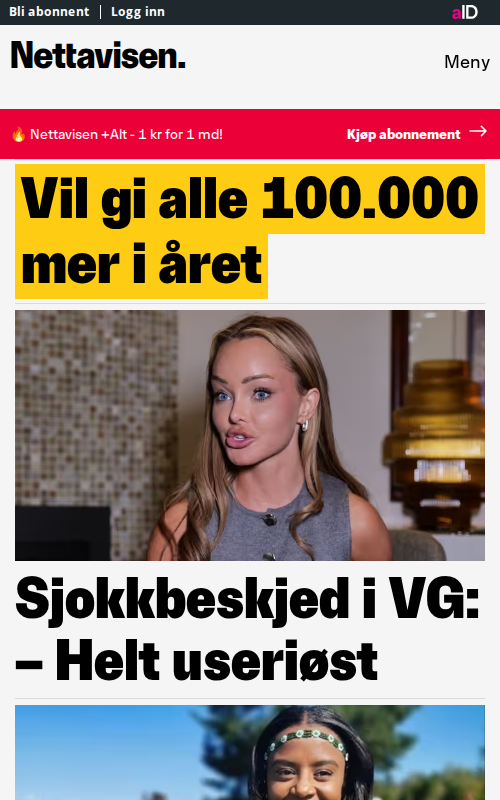 Bli abonnent | Logg inn
aID
Nettavisen.
Meny
🔥 Nettavisen +Alt - 1 kr for 1 md!
Kjøp abonnement →
Vil gi alle 100.000
mer i året
Sjokkbeskjed i VG:
– Helt useriøst